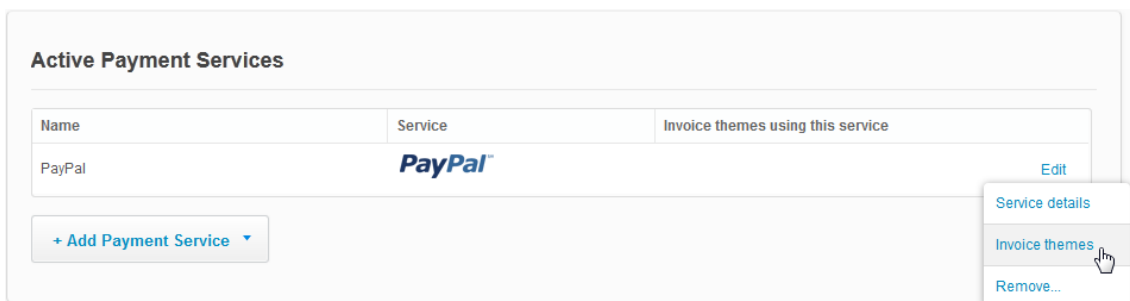 Active Payment Services
Name Service Invoice themes using this service
PayPal PayPal Edit
Service details
+ Add Payment Service
Invoice themes
Remove...